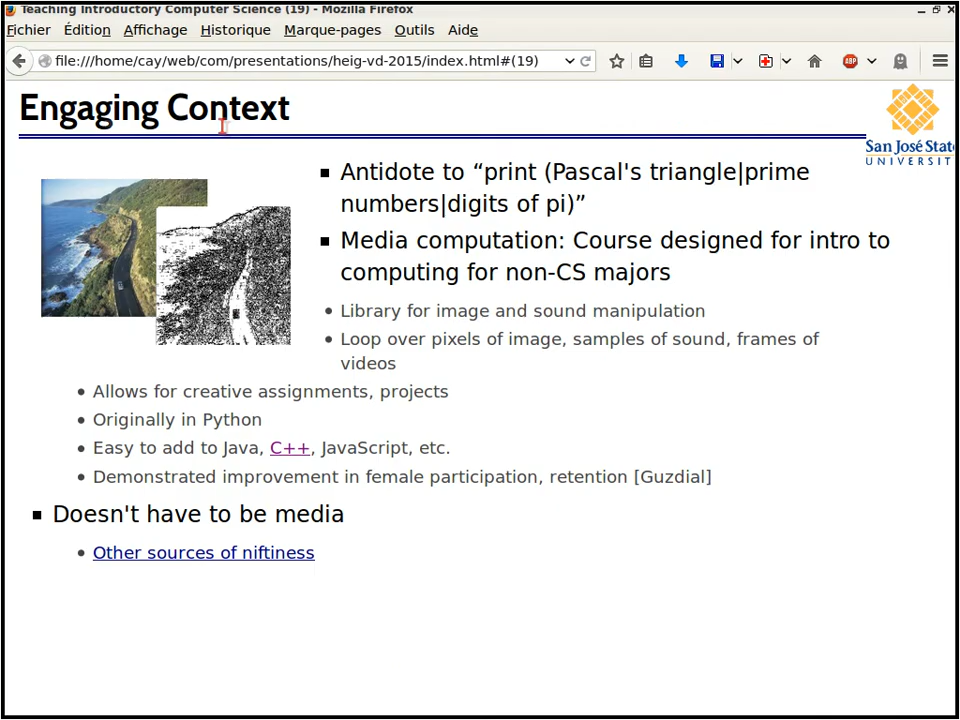 Teaching Introductory Computer Science (19) - Mozilla Firefox
Fichier Édition Affichage Historique Marque-pages Outils Aide
file:///home/cay/web/com/presentations/heig-vd-2015/index.html#(19)
ABP
Engaging Context
San José State
UNIVERSITY
Antidote to “print (Pascal's triangle|prime
numbers|digits of pi)”
Media computation: Course designed for intro to
computing for non-CS majors
Library for image and sound manipulation
Loop over pixels of image, samples of sound, frames of
videos
Allows for creative assignments, projects
Originally in Python
Easy to add to Java, C++, JavaScript, etc.
Demonstrated improvement in female participation, retention [Guzdial]
Doesn't have to be media
Other sources of niftiness